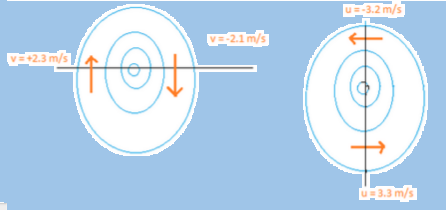 u = -3.2 m/s
v = -2.1 m/s
v = +2.3 m/s
u = 3.3 m/s